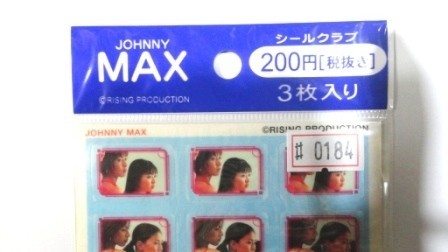 JOHNNY
MAX
©RISING PRODUCTION
シールクラブ
200円[税抜き]
3枚入り
JOHNNY MAX
©RISING PRODUCTION
# 0184